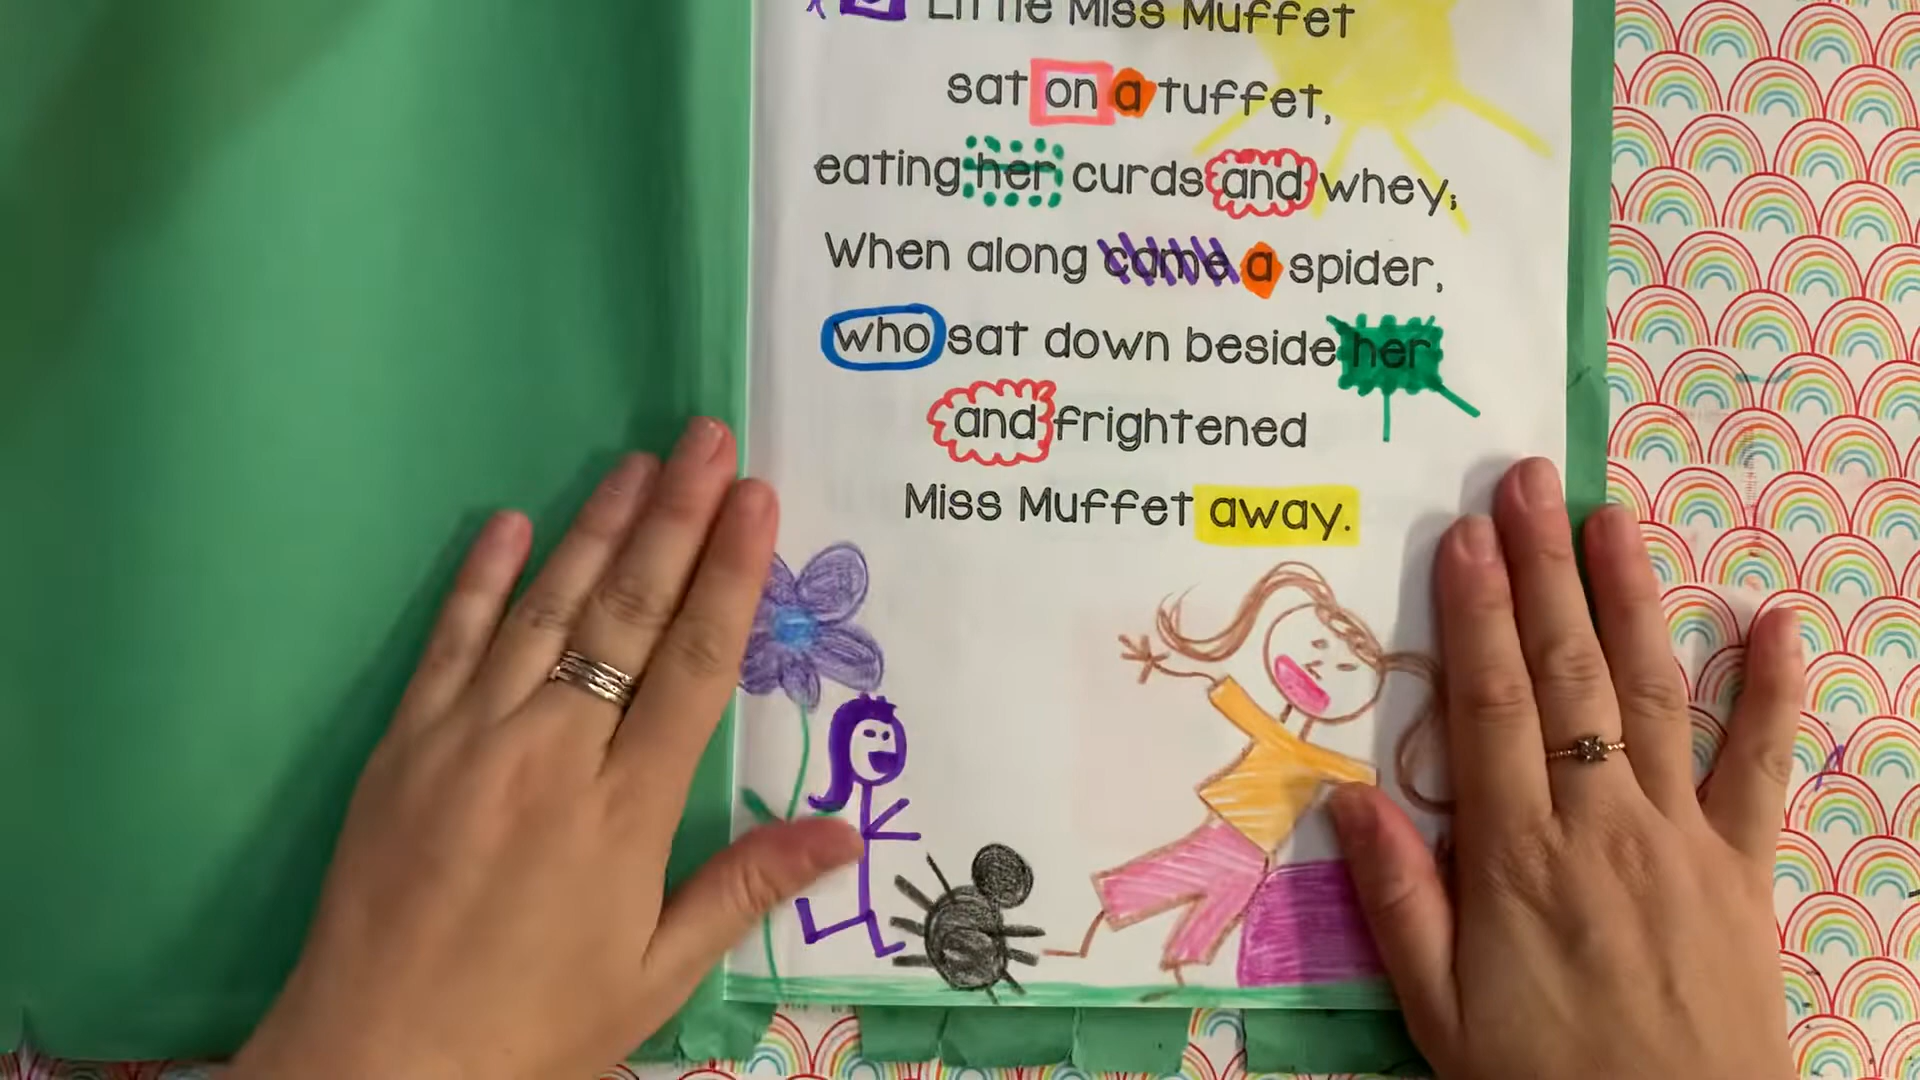 Little Miss Muffet
sat on a tuffet,
eating her curds and whey;
When along came a spider,
who sat down beside her
and frightened
Miss Muffet away.